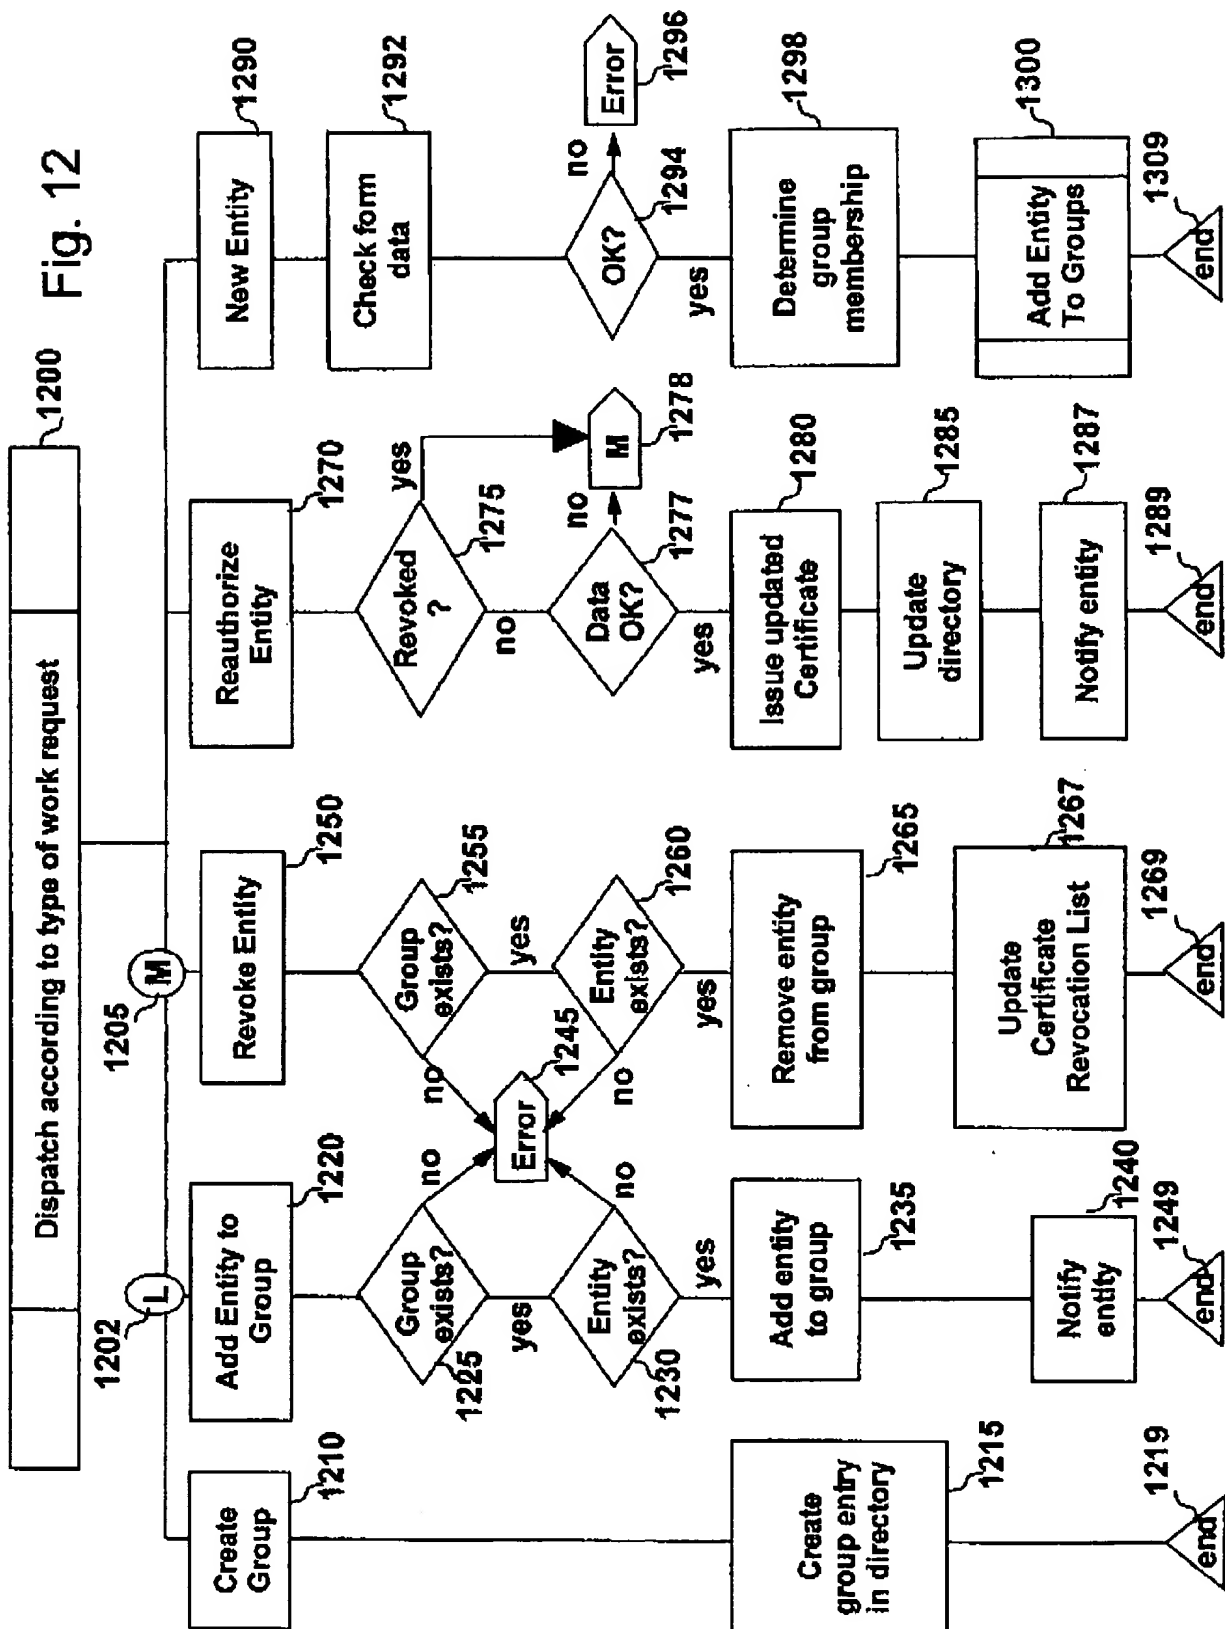 Fig. 12
Dispatch according to type of work request
1200
1202
L
1205
M
Create
Group
1210
Create
group entry
in directory
1215
end
1219
Add Entity to
Group
1220
Group
exists?
1225
no
yes
Entity
exists?
1230
no
yes
Error
1245
Add entity
to group
1235
Notify
entity
1240
end
1249
Revoke Entity
1250
Group
exists?
1255
no
yes
Entity
exists?
1260
no
yes
Remove entity
from group
1265
Update
Certificate
Revocation List
1267
end
1269
Reauthorize
Entity
1270
Revoked
?
1275
yes
no
Data
OK?
1277
no
M
1278
yes
Issue updated
Certificate
1280
Update
directory
1285
Notify entity
1287
end
1289
New Entity
1290
Check form
data
1292
OK?
1294
no
Error
1296
yes
Determine
group
membership
1298
Add Entity
To Groups
1300
end
1309